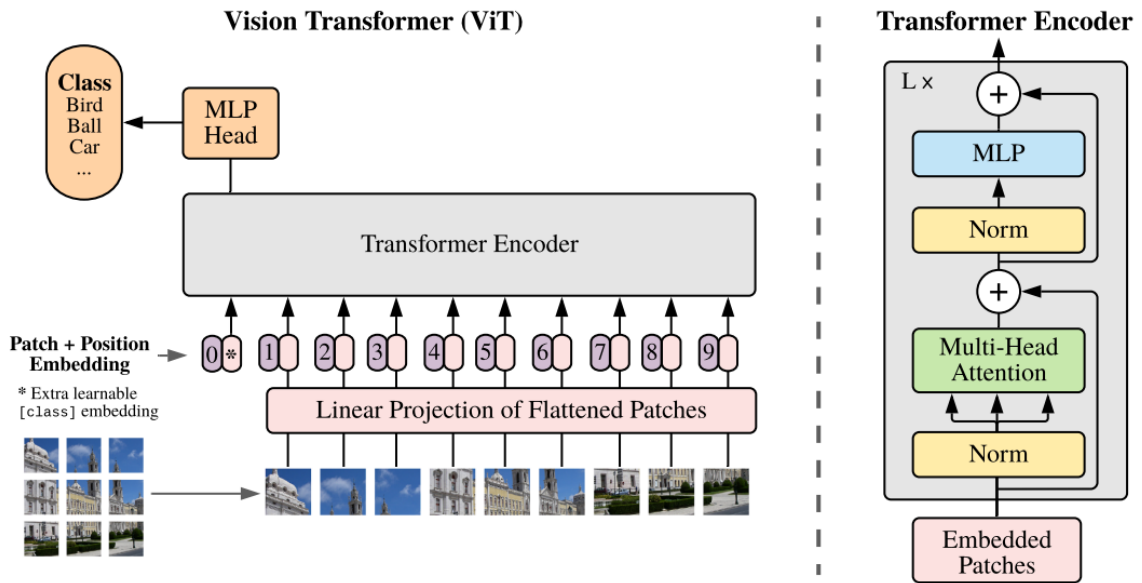 Vision Transformer (ViT)
Class
Bird
Ball
Car
...
MLP
Head
Transformer Encoder
Patch + Position
Embedding
0 * 1 2 3 4 5 6 7 8 9
* Extra learnable
[class] embedding
Linear Projection of Flattened Patches
Transformer Encoder
L ×
+
MLP
Norm
+
Multi-Head
Attention
Norm
Embedded
Patches